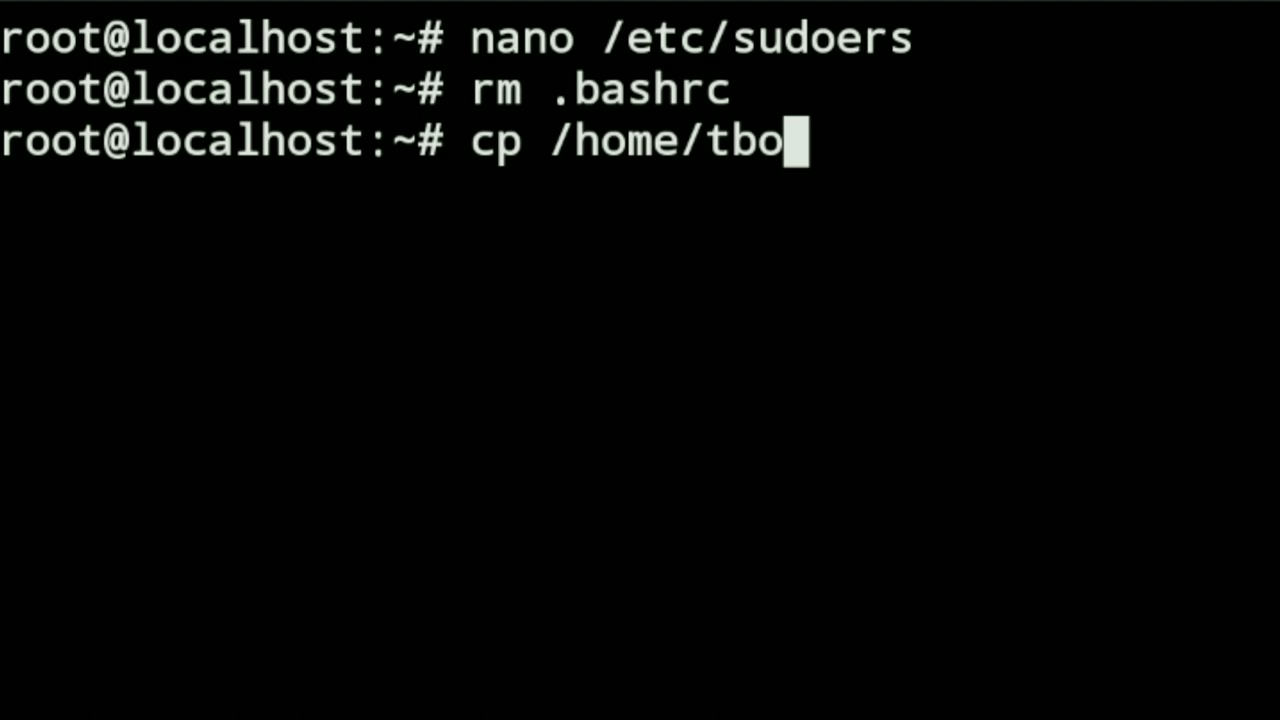 root@localhost:~# nano /etc/sudoers
root@localhost:~# rm .bashrc
root@localhost:~# cp /home/tbo